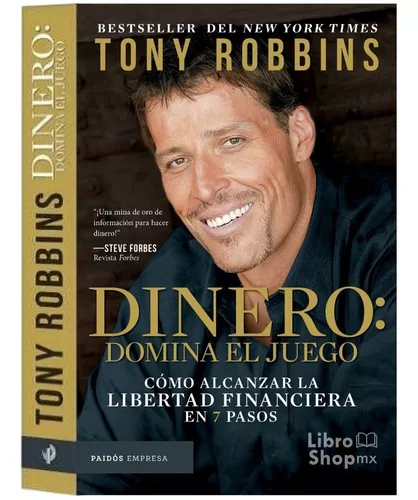 BESTSELLER DEL NEW YORK TIMES
TONY ROBBINS
"¡Una mina de oro de
información para hacer
dinero!"
—STEVE FORBES
Revista Forbes
DINERO:
DOMINA EL JUEGO
CÓMO ALCANZAR LA
LIBERTAD FINANCIERA
EN 7 PASOS
PAIDÓS EMPRESA
Libro
Shopmx
TONY ROBBINS
DINERO:
DOMINA EL JUEGO